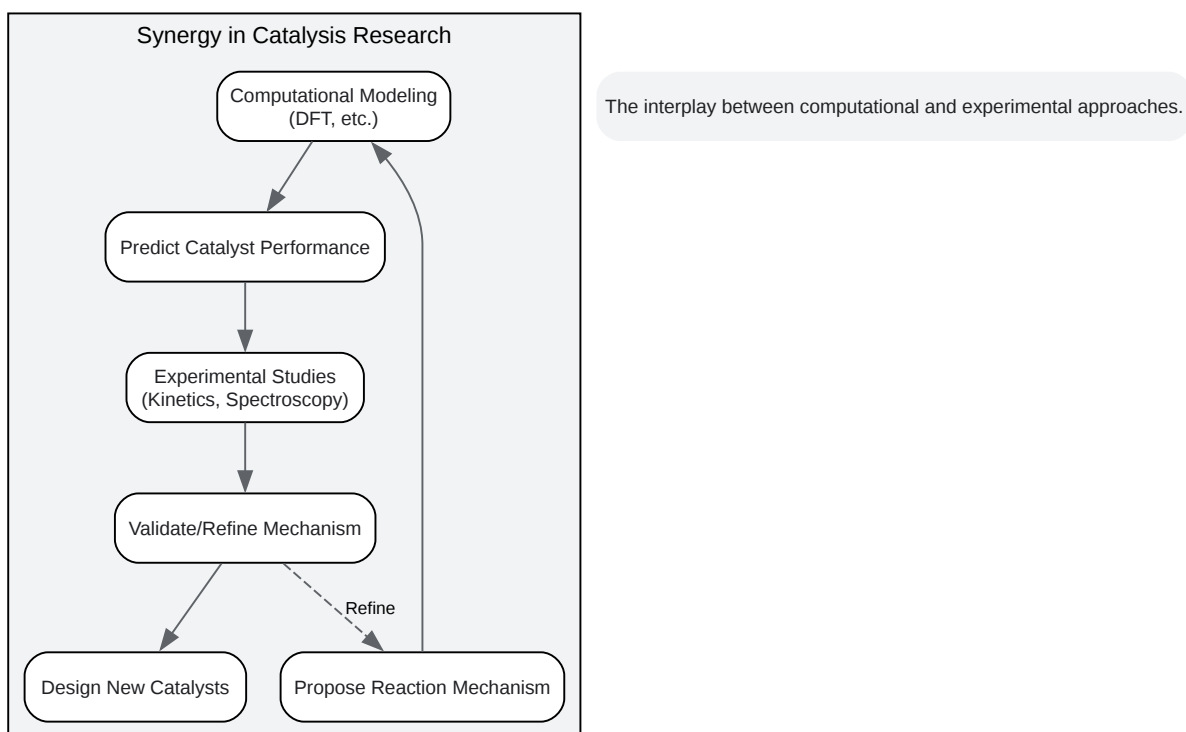 Synergy in Catalysis Research
Computational Modeling
(DFT, etc.)
The interplay between computational and experimental approaches.
Predict Catalyst Performance
Experimental Studies
(Kinetics, Spectroscopy)
Validate/Refine Mechanism
Refine
Design New Catalysts
Propose Reaction Mechanism